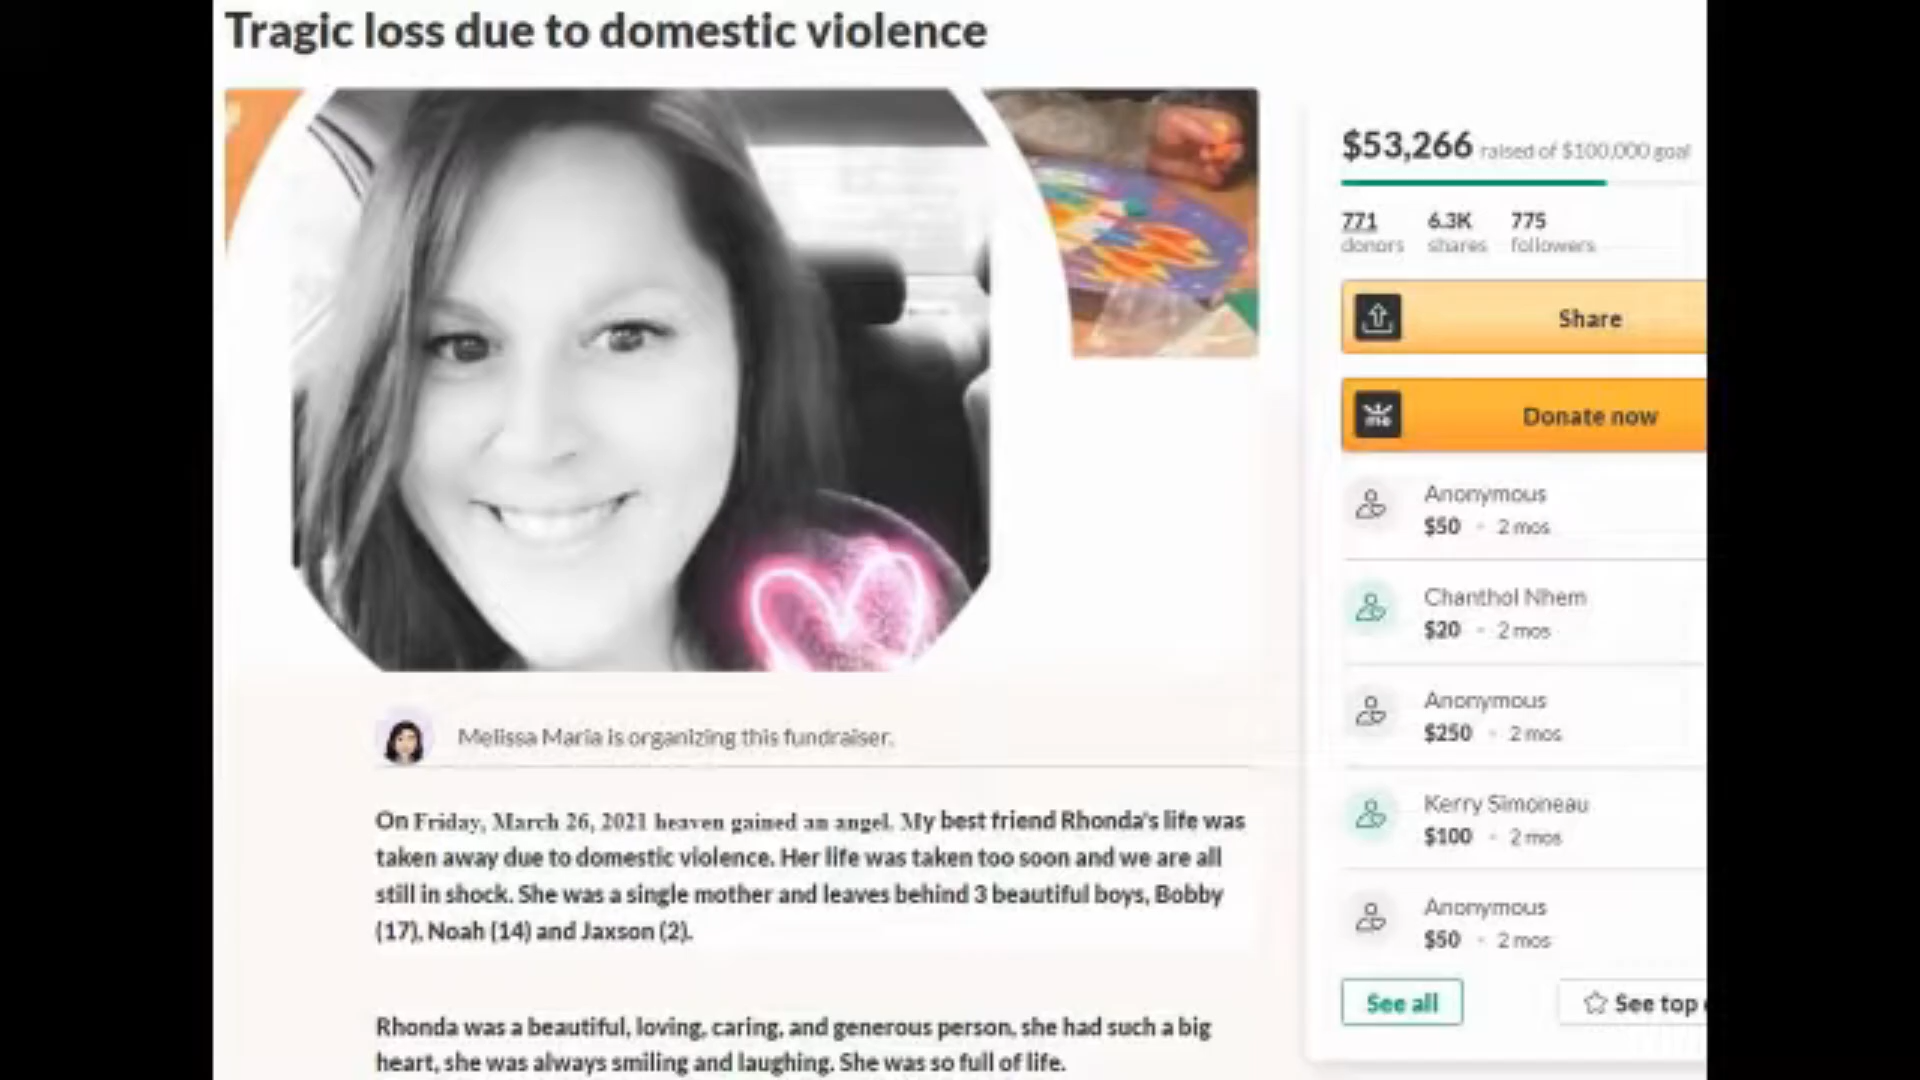 Tragic loss due to domestic violence
$53,266 raised of $100,000 goal
771 6.3K 775
donors shares followers
Share
me Donate now
Anonymous
$50 • 2 mos
Chanthol Nhem
$20 • 2 mos
Anonymous
$250 • 2 mos
Kerry Simoneau
$100 • 2 mos
Anonymous
$50 • 2 mos
See all See top
Melissa Maria is organizing this fundraiser.
On Friday, March 26, 2021 heaven gained an angel. My best friend Rhonda's life was
taken away due to domestic violence. Her life was taken too soon and we are all
still in shock. She was a single mother and leaves behind 3 beautiful boys, Bobby
(17), Noah (14) and Jaxson (2).
Rhonda was a beautiful, loving, caring, and generous person, she had such a big
heart, she was always smiling and laughing. She was so full of life.